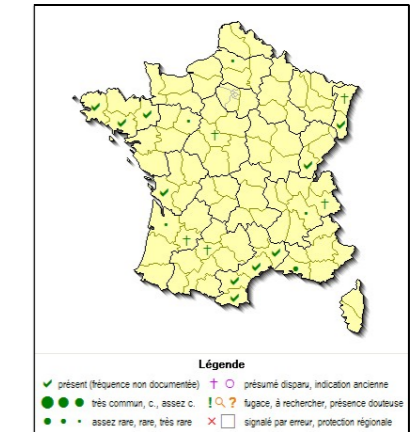 Légende
✔ présent (fréquence non documentée) † ○ présumé disparu, indication ancienne
● ● ● très commun, c., assez c. ! ? fugace, à rechercher, présence douteuse
● • · assez rare, rare, très rare × □ signalé par erreur, protection régionale